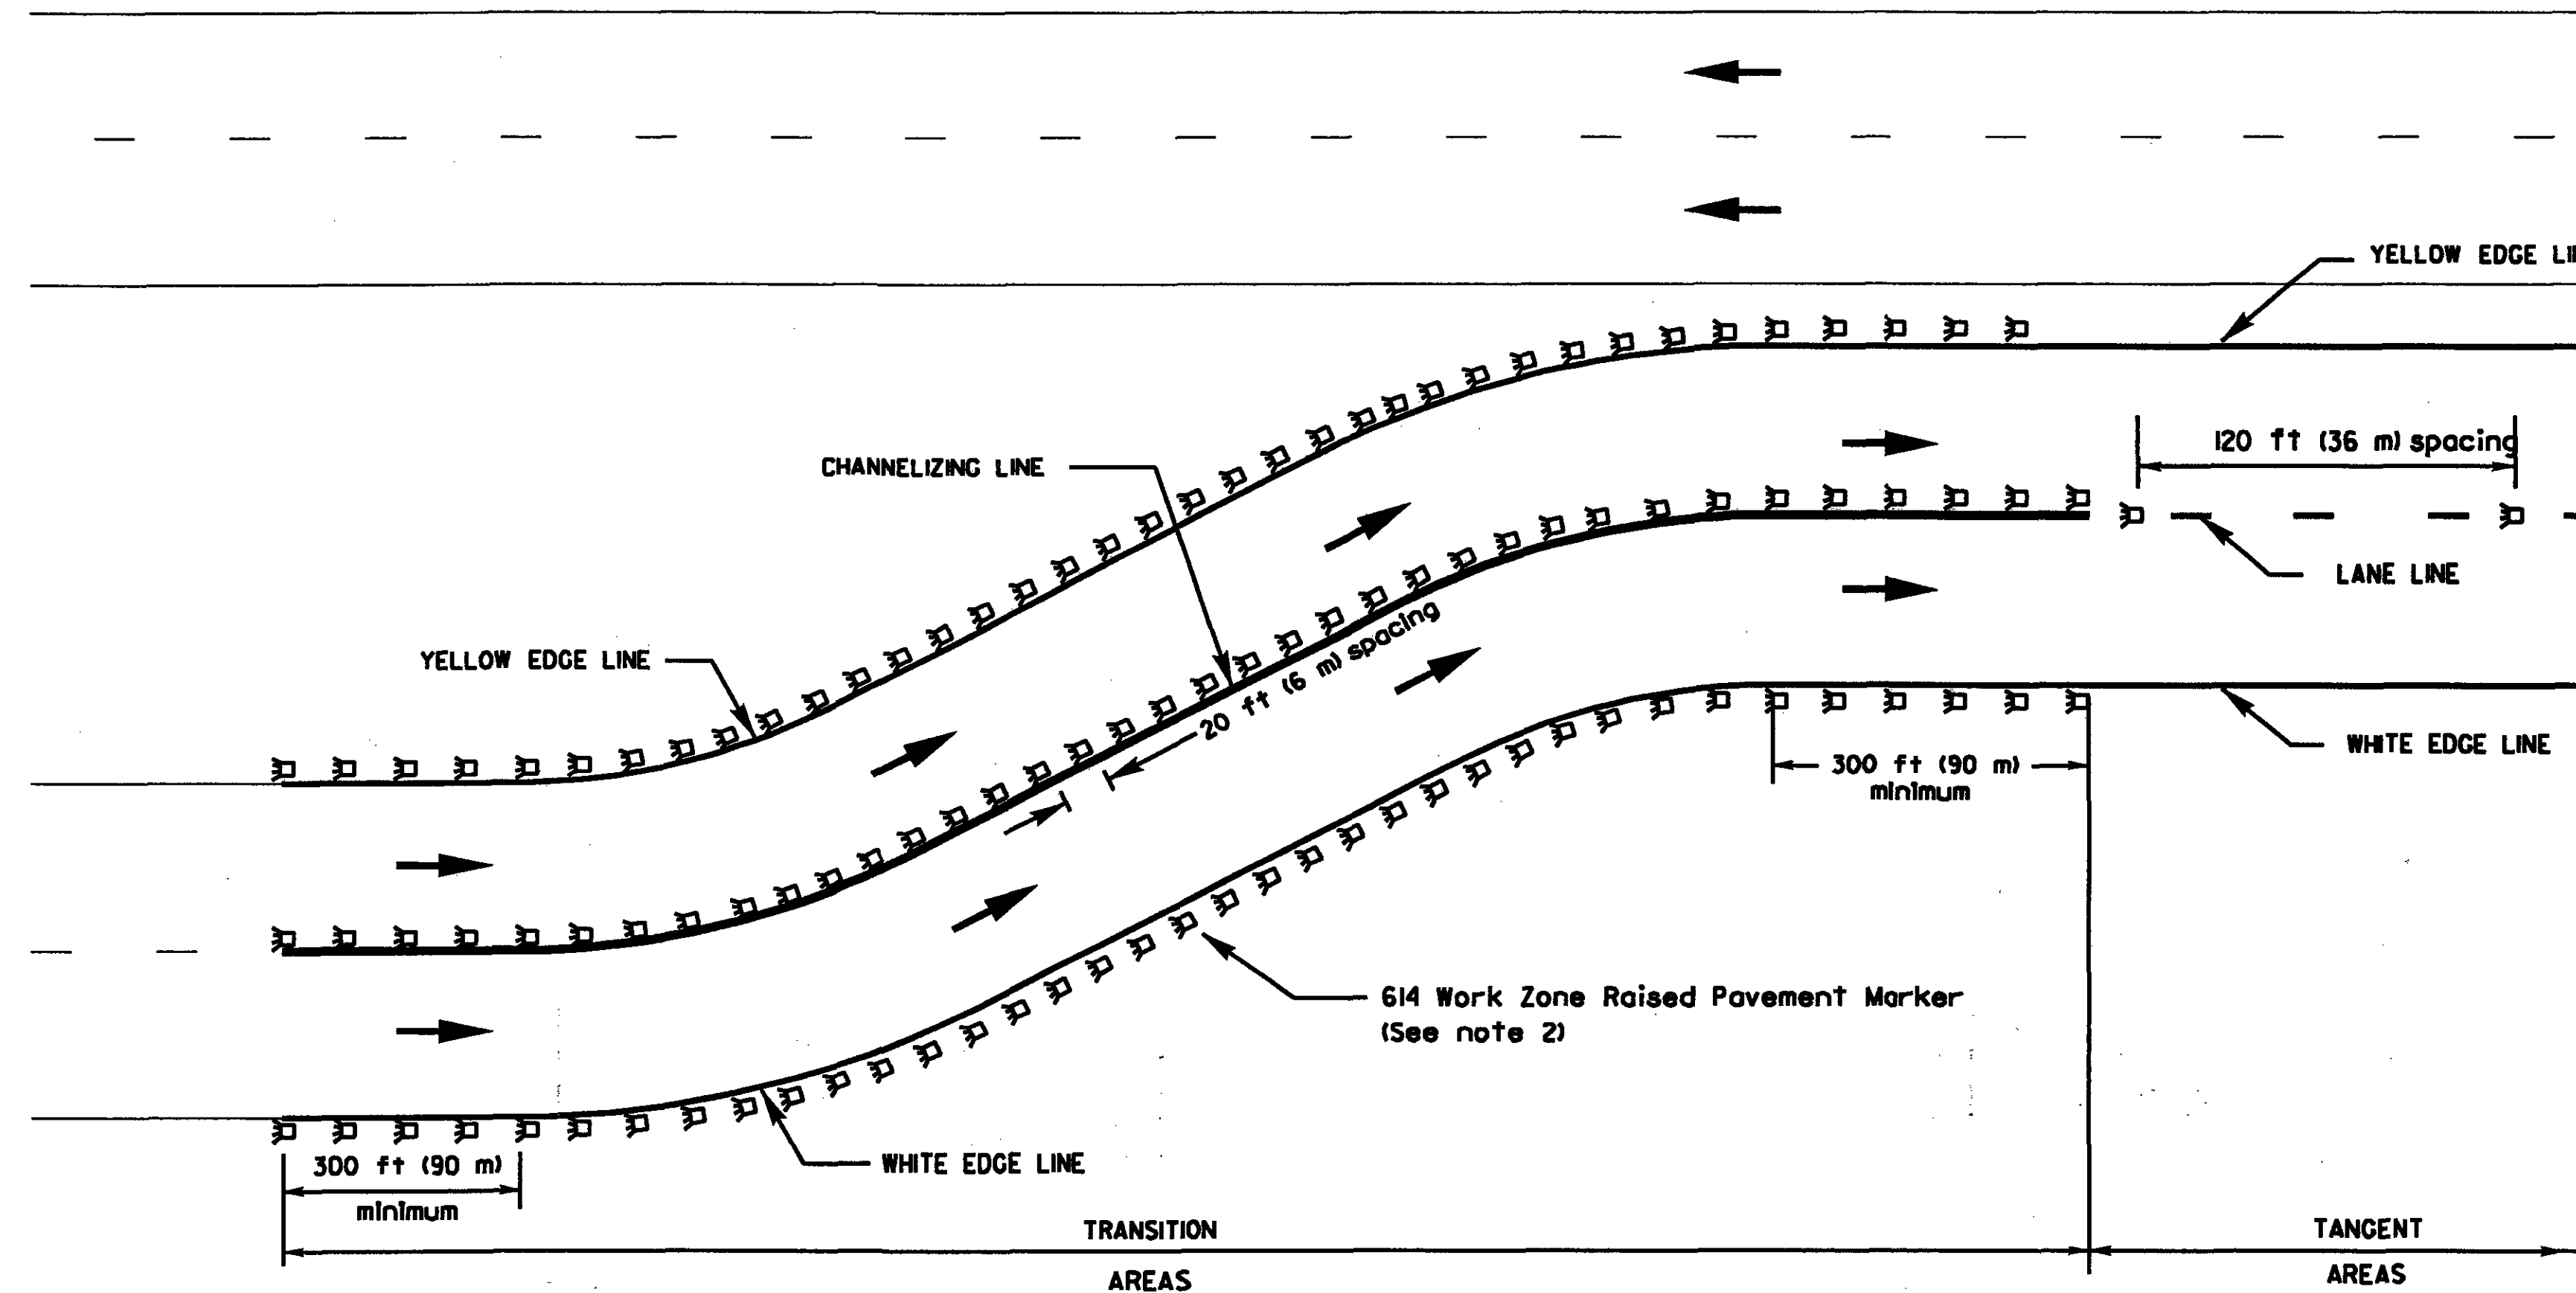 YELLOW EDGE LI
120 ft (36 m) spacing
CHANNELIZING LINE
LANE LINE
20 ft (6 m) spacing
YELLOW EDGE LINE
WHITE EDGE LINE
300 ft (90 m)
minimum
614 Work Zone Raised Pavement Marker
(See note 2)
WHITE EDGE LINE
300 ft (90 m)
minimum
TRANSITION
AREAS
TANGENT
AREAS